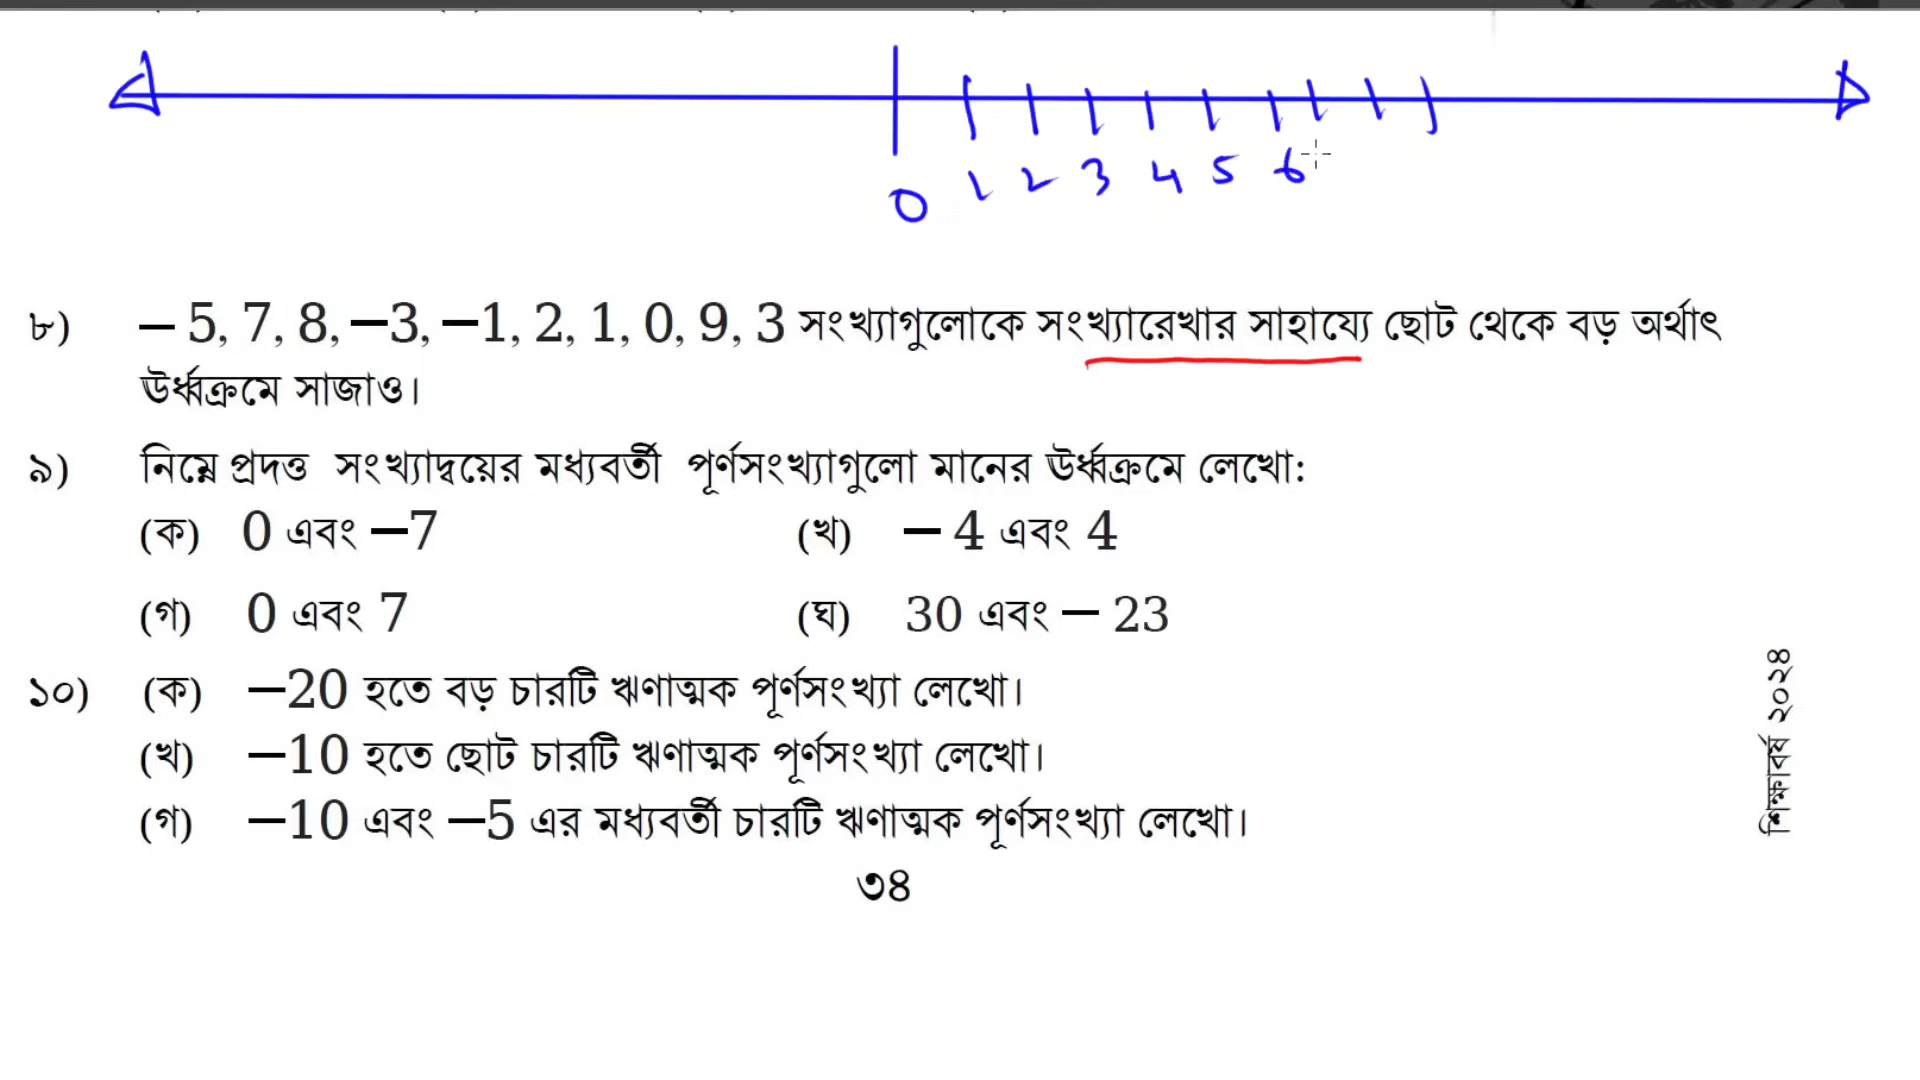 0 1 2 3 4 5 6
৮) – 5, 7, 8, –3, –1, 2, 1, 0, 9, 3 সংখ্যাগুলোকে সংখ্যারেখার সাহায্যে ছোট থেকে বড় অর্থাৎ
ঊর্ধ্বক্রমে সাজাও।
৯) নিম্নে প্রদত্ত সংখ্যাদ্বয়ের মধ্যবর্তী পূর্ণসংখ্যাগুলো মানের ঊর্ধ্বক্রমে লেখো:
(ক) 0 এবং –7 (খ) – 4 এবং 4
(গ) 0 এবং 7 (ঘ) 30 এবং – 23
১০) (ক) –20 হতে বড় চারটি ঋণাত্মক পূর্ণসংখ্যা লেখো।
(খ) –10 হতে ছোট চারটি ঋণাত্মক পূর্ণসংখ্যা লেখো।
(গ) –10 এবং –5 এর মধ্যবর্তী চারটি ঋণাত্মক পূর্ণসংখ্যা লেখো।
৩৪
শিক্ষাবর্ষ ২০২৪